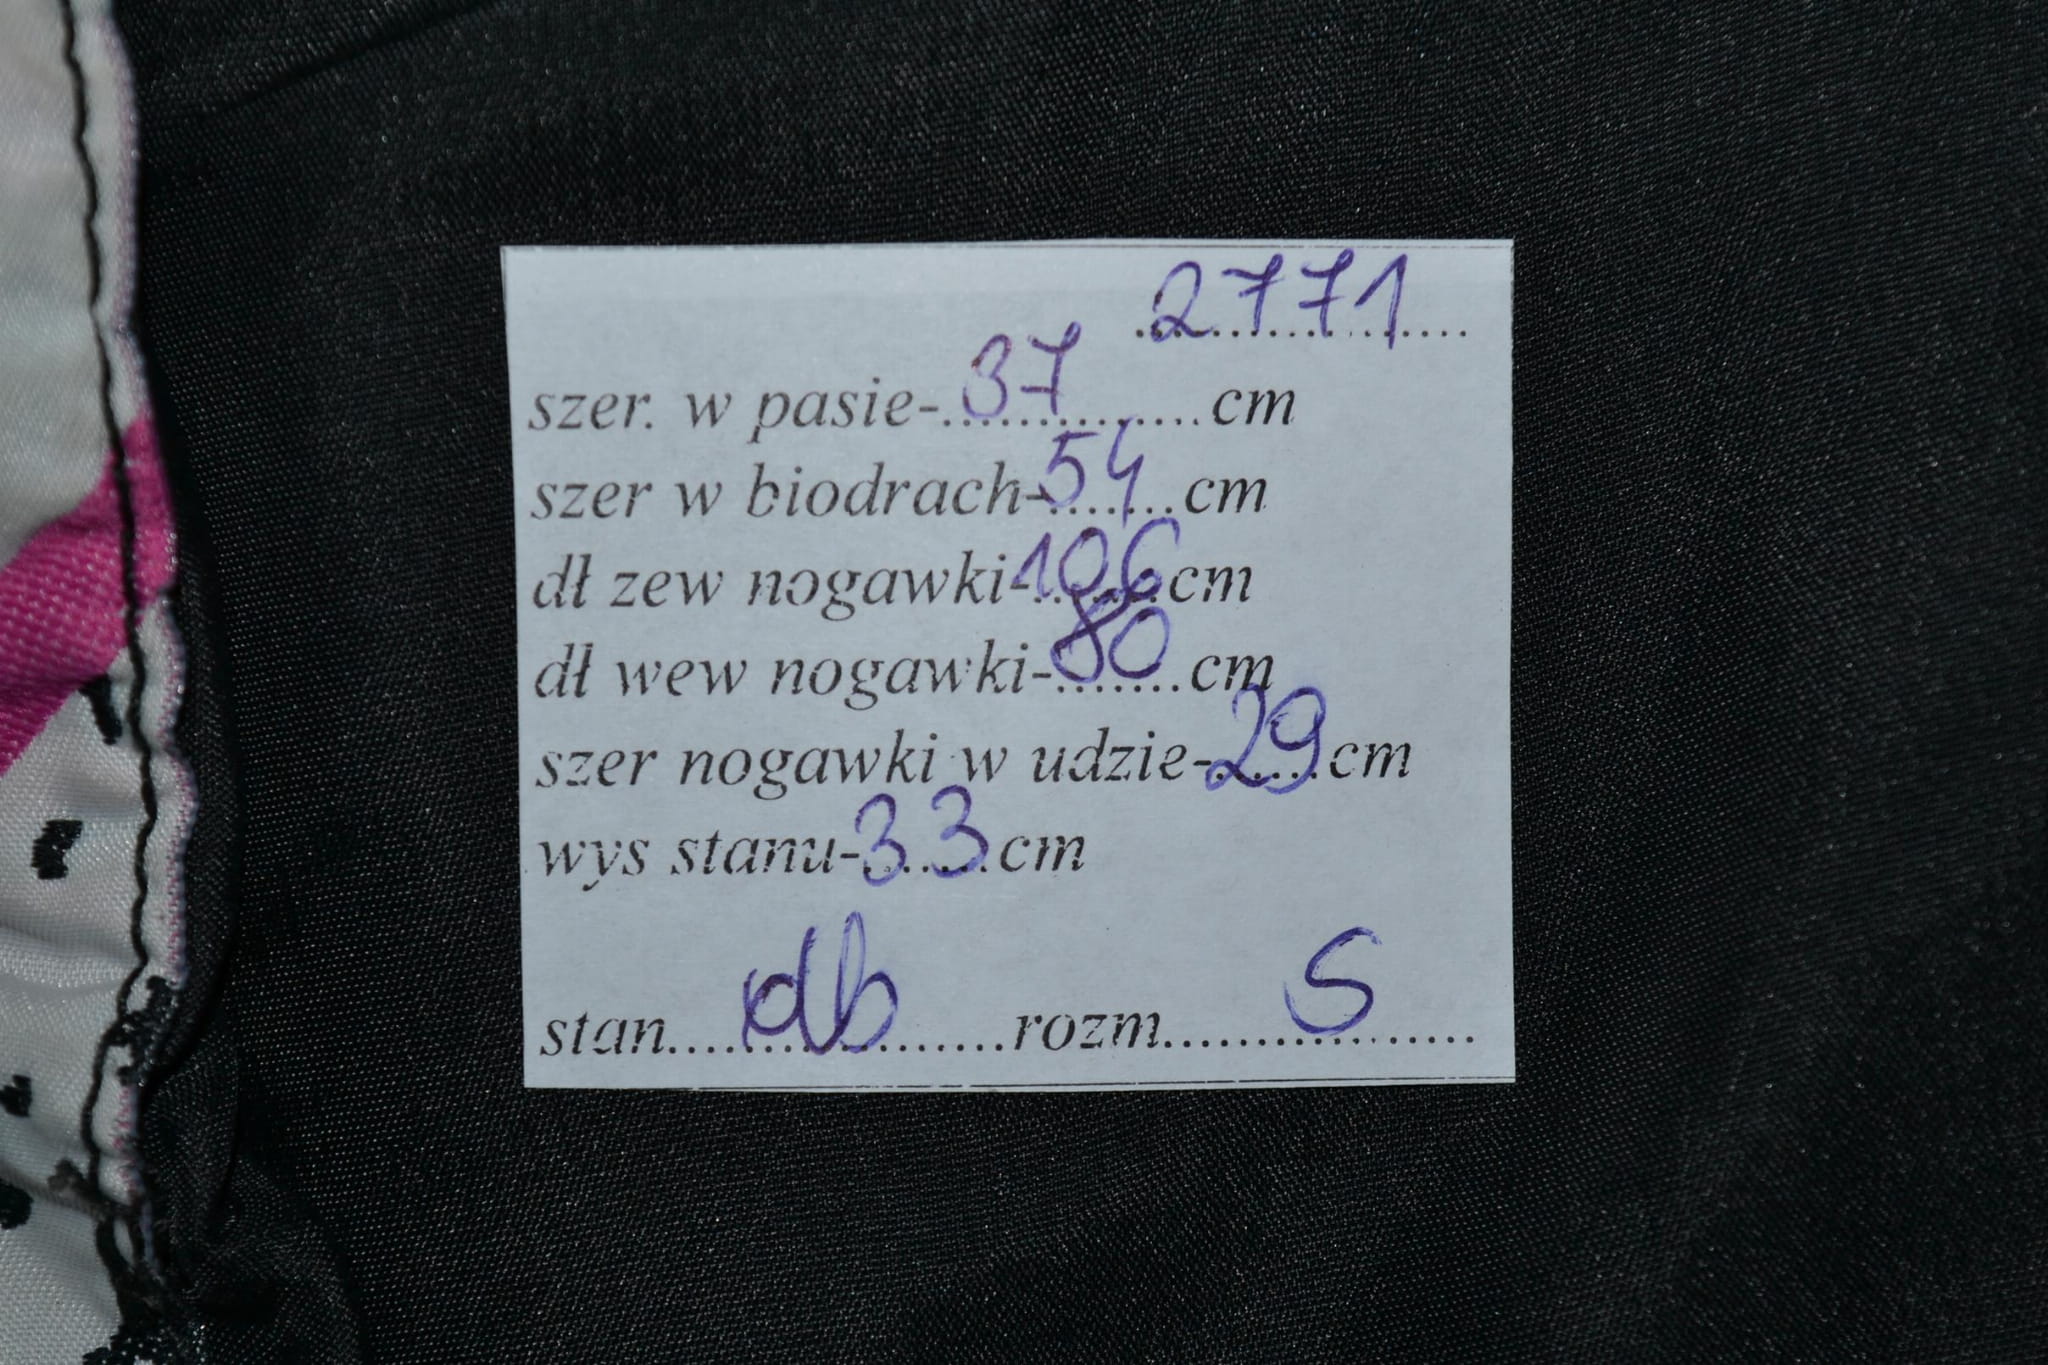 2771
szer. w pasie-37cm
szer w biodrach-54cm
dł zew nogawki-106cm
dł wew nogawki-80cm
szer nogawki w udzie-29cm
wys stanu-33cm
stan....db....rozm....S....